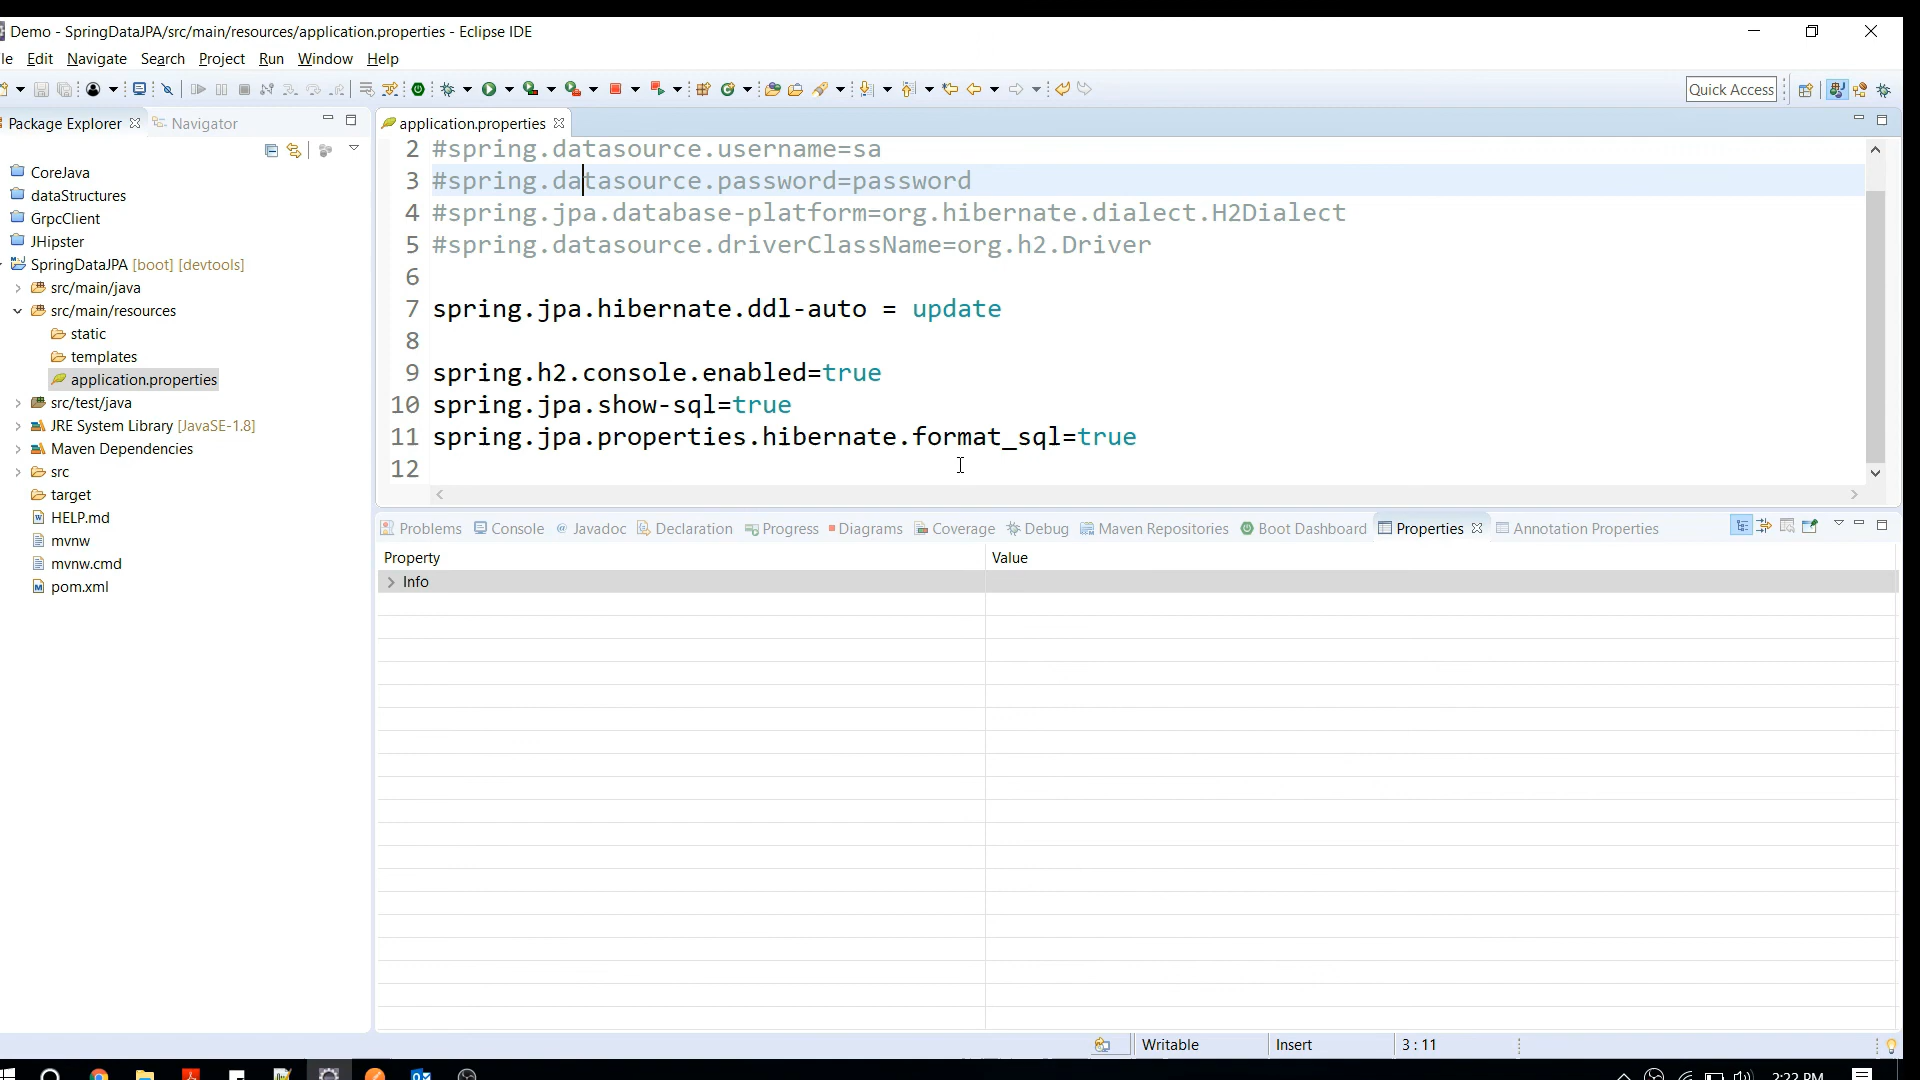 Demo - SpringDataJPA/src/main/resources/application.properties - Eclipse IDE
le Edit Navigate Search Project Run Window Help
Quick Access
Package Explorer Navigator
application.properties
CoreJava
dataStructures
GrpcClient
JHipster
SpringDataJPA [boot] [devtools]
src/main/java
src/main/resources
static
templates
application.properties
src/test/java
JRE System Library [JavaSE-1.8]
Maven Dependencies
src
target
HELP.md
mvnw
mvnw.cmd
pom.xml
2 #spring.datasource.username=sa
3 #spring.datasource.password=password
4 #spring.jpa.database-platform=org.hibernate.dialect.H2Dialect
5 #spring.datasource.driverClassName=org.h2.Driver
6
7 spring.jpa.hibernate.ddl-auto = update
8
9 spring.h2.console.enabled=true
10 spring.jpa.show-sql=true
11 spring.jpa.properties.hibernate.format_sql=true
12
Problems Console @ Javadoc Declaration Progress Diagrams Coverage Debug Maven Repositories Boot Dashboard Properties Annotation Properties
Property Value
Info
Writable Insert 3 : 11
2:22 PM